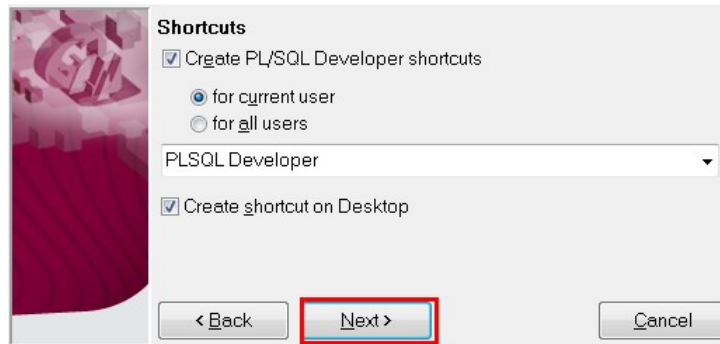 Shortcuts
Create PL/SQL Developer shortcuts
for current user
for all users
PLSQL Developer
Create shortcut on Desktop
< Back Next > Cancel